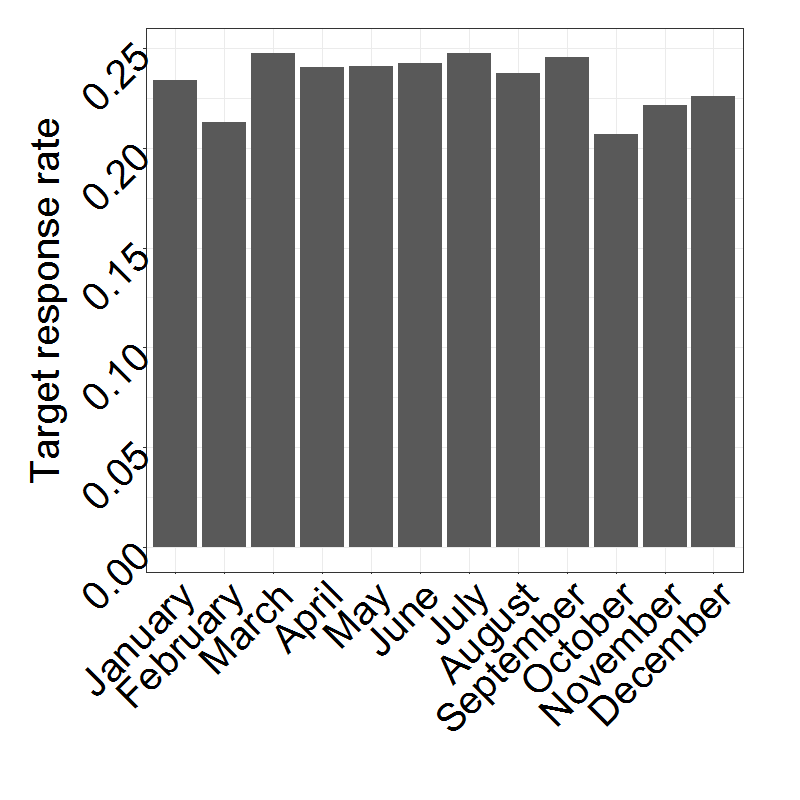 Target response rate
0.25
0.20
0.15
0.10
0.05
0.00
January
February
March
April
May
June
July
August
September
October
November
December